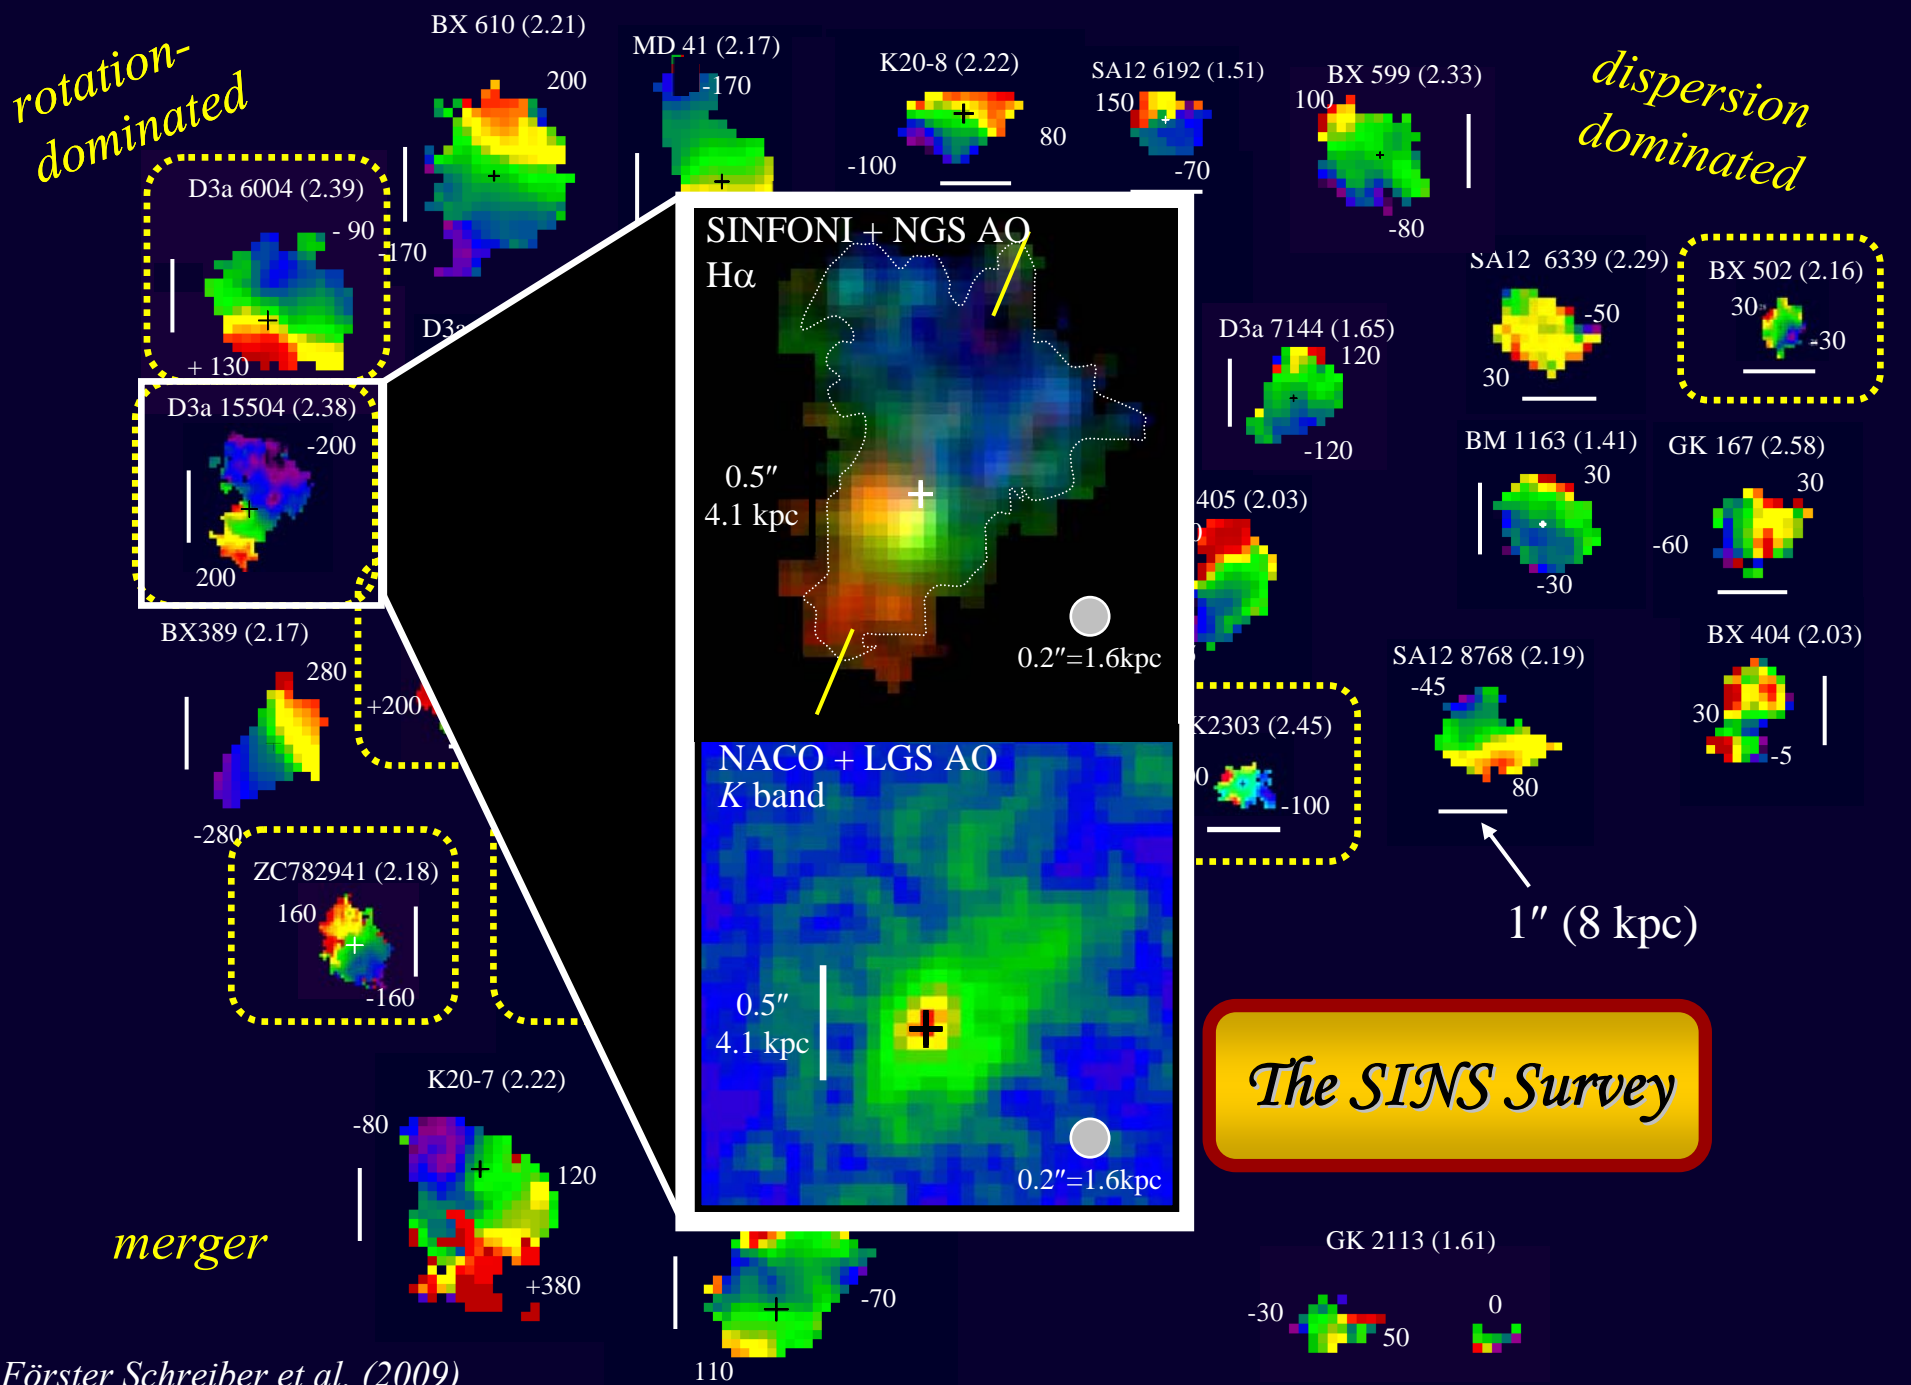 rotation-
dominated
dispersion
dominated
BX 610 (2.21)
200
-170
MD 41 (2.17)
-170
K20-8 (2.22)
80
-100
SA12 6192 (1.51)
150
-70
BX 599 (2.33)
100
-80
D3a 6004 (2.39)
- 90
+ 130
SA12 6339 (2.29)
-50
30
BX 502 (2.16)
30
-30
D3a 7144 (1.65)
120
-120
D3a 15504 (2.38)
-200
200
SINFONI + NGS AO
Hα
0.5″
4.1 kpc
0.2″=1.6kpc
NACO + LGS AO
K band
0.5″
4.1 kpc
0.2″=1.6kpc
BM 1163 (1.41)
30
-30
GK 167 (2.58)
30
-60
405 (2.03)
BX389 (2.17)
280
-280
+200
SA12 8768 (2.19)
-45
80
BX 404 (2.03)
30
-5
K2303 (2.45)
-100
1″ (8 kpc)
ZC782941 (2.18)
160
-160
The SINS Survey
K20-7 (2.22)
-80
120
+380
merger
-70
110
GK 2113 (1.61)
-30
50
0
Förster Schreiber et al. (2009)